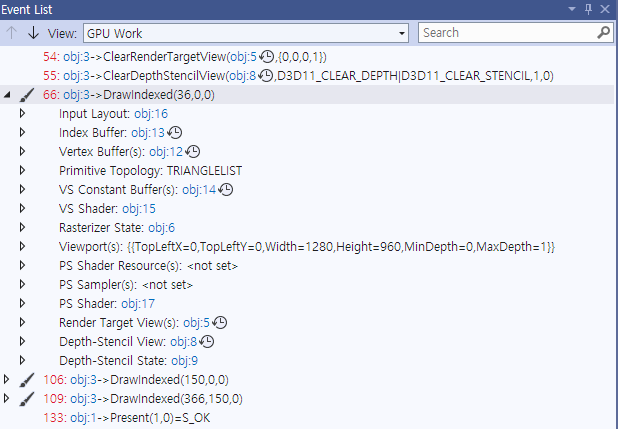 Event List
View: GPU Work
Search
54: obj:3->ClearRenderTargetView(obj:5,{0,0,0,1})
55: obj:3->ClearDepthStencilView(obj:8,D3D11_CLEAR_DEPTH|D3D11_CLEAR_STENCIL,1,0)
66: obj:3->DrawIndexed(36,0,0)
Input Layout: obj:16
Index Buffer: obj:13
Vertex Buffer(s): obj:12
Primitive Topology: TRIANGLELIST
VS Constant Buffer(s): obj:14
VS Shader: obj:15
Rasterizer State: obj:6
Viewport(s): {{TopLeftX=0,TopLeftY=0,Width=1280,Height=960,MinDepth=0,MaxDepth=1}}
PS Shader Resource(s): <not set>
PS Sampler(s): <not set>
PS Shader: obj:17
Render Target View(s): obj:5
Depth-Stencil View: obj:8
Depth-Stencil State: obj:9
106: obj:3->DrawIndexed(150,0,0)
109: obj:3->DrawIndexed(366,150,0)
133: obj:1->Present(1,0)=S_OK